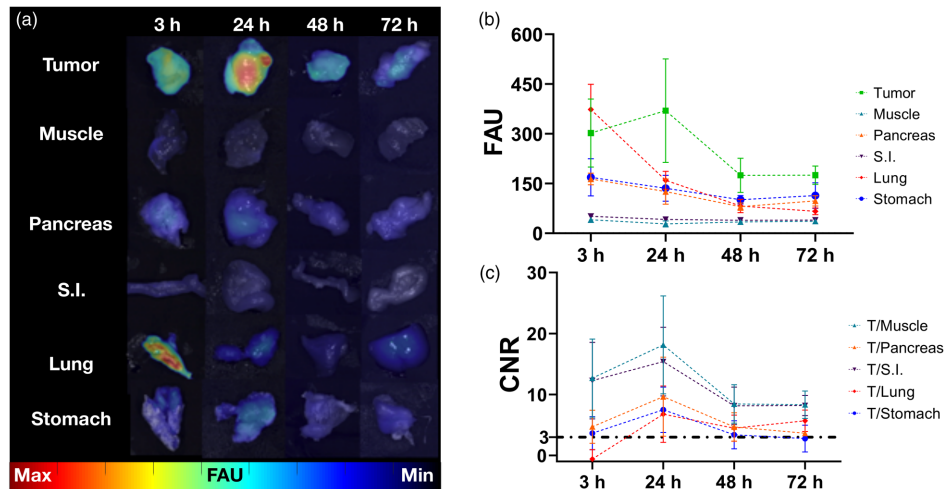 (a)
3 h 24 h 48 h 72 h
Tumor
Muscle
Pancreas
S.I.
Lung
Stomach
Max FAU Min
(b)
600
450
300
150
0
FAU
3 h 24 h 48 h 72 h
Tumor
Muscle
Pancreas
S.I.
Lung
Stomach
(c)
30
20
10
3
0
CNR
3 h 24 h 48 h 72 h
T/Muscle
T/Pancreas
T/S.I.
T/Lung
T/Stomach